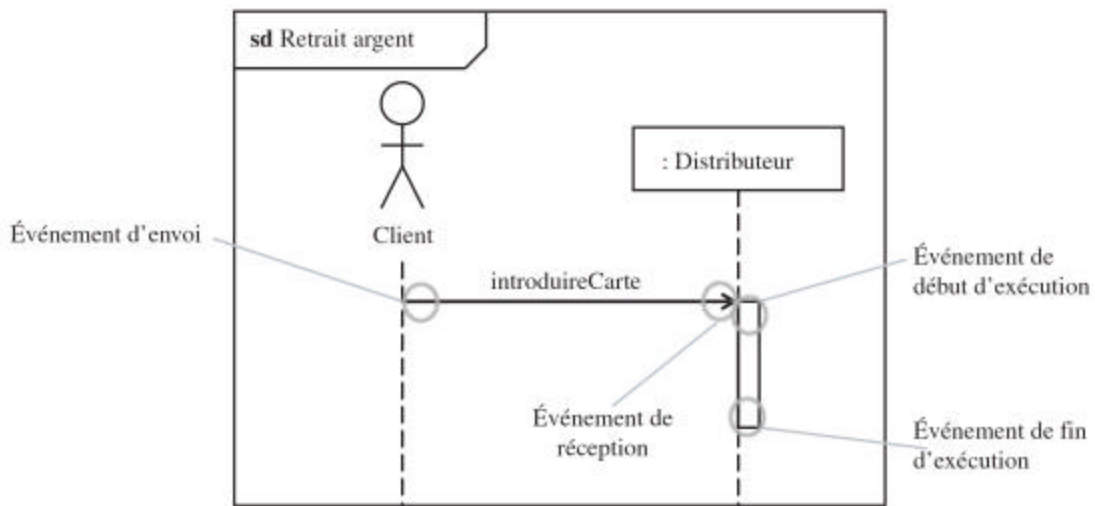 sd Retrait argent
: Distributeur
Client
Événement d’envoi
introduireCarte
Événement de
début d’exécution
Événement de
réception
Événement de fin
d’exécution